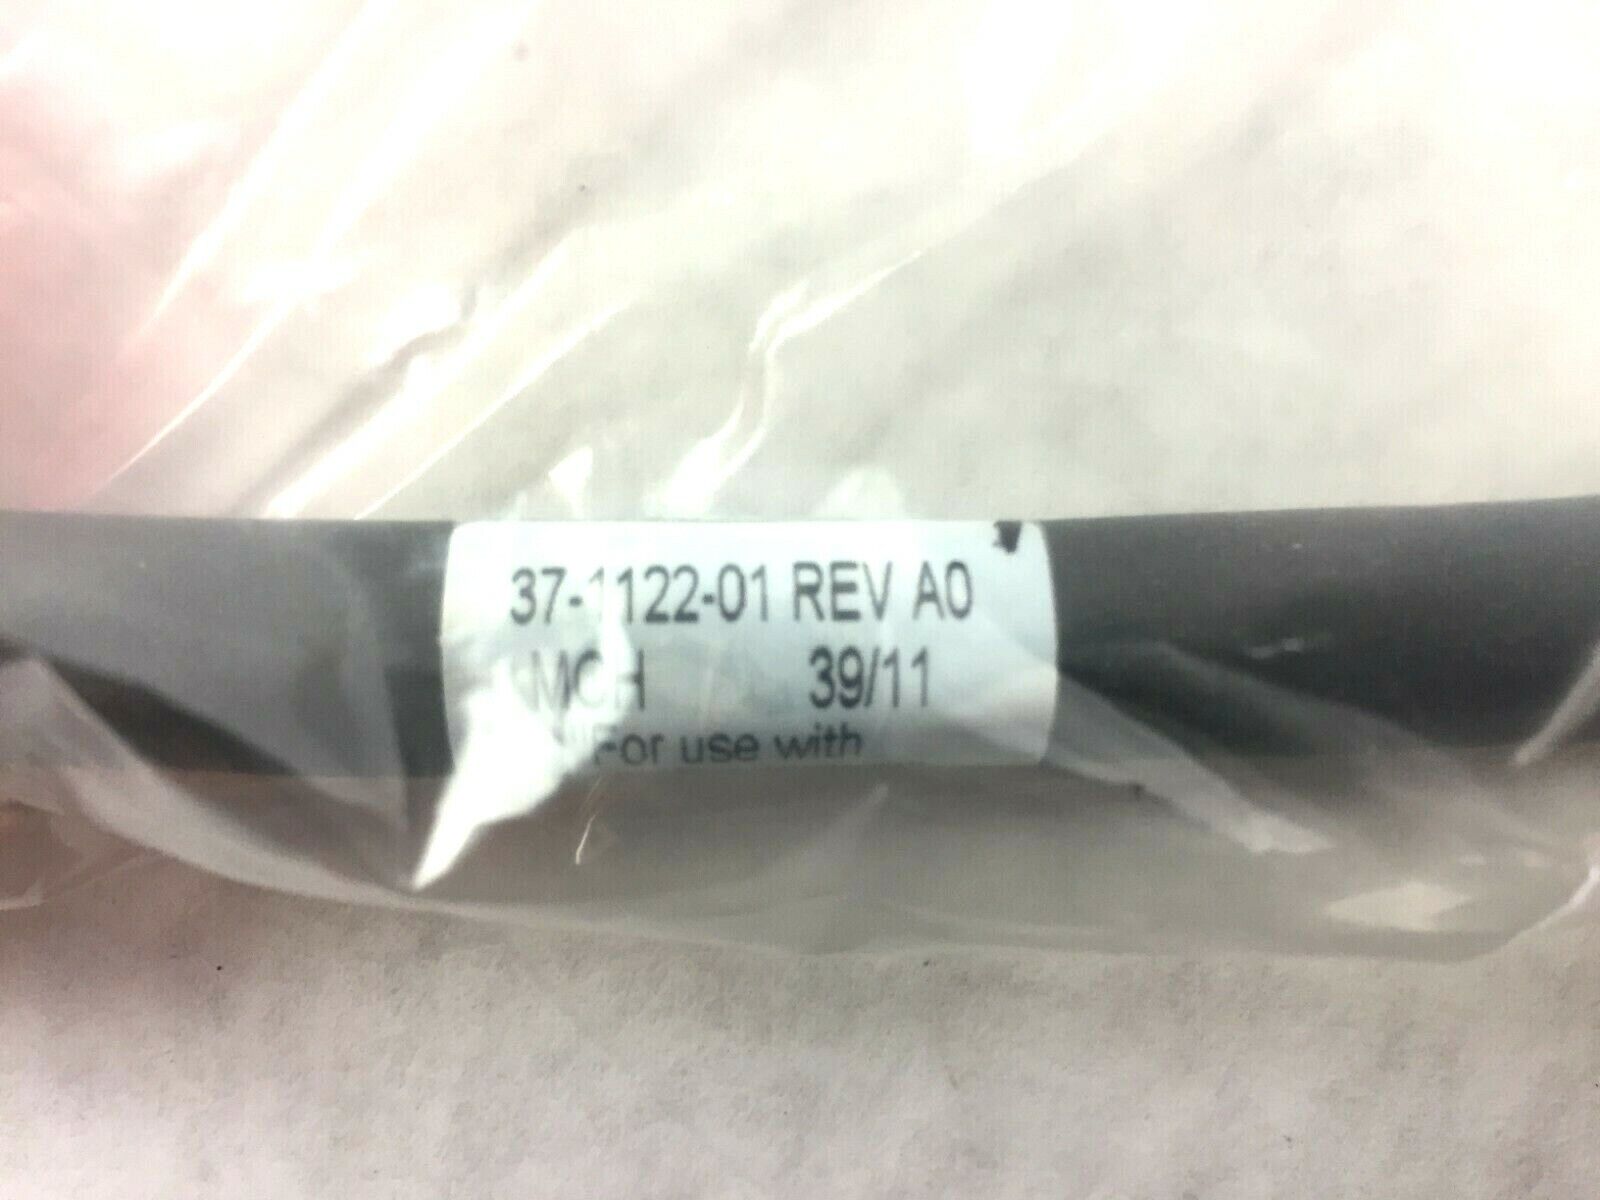 37-1122-01 REV A0
MCH 39/11
"For use with